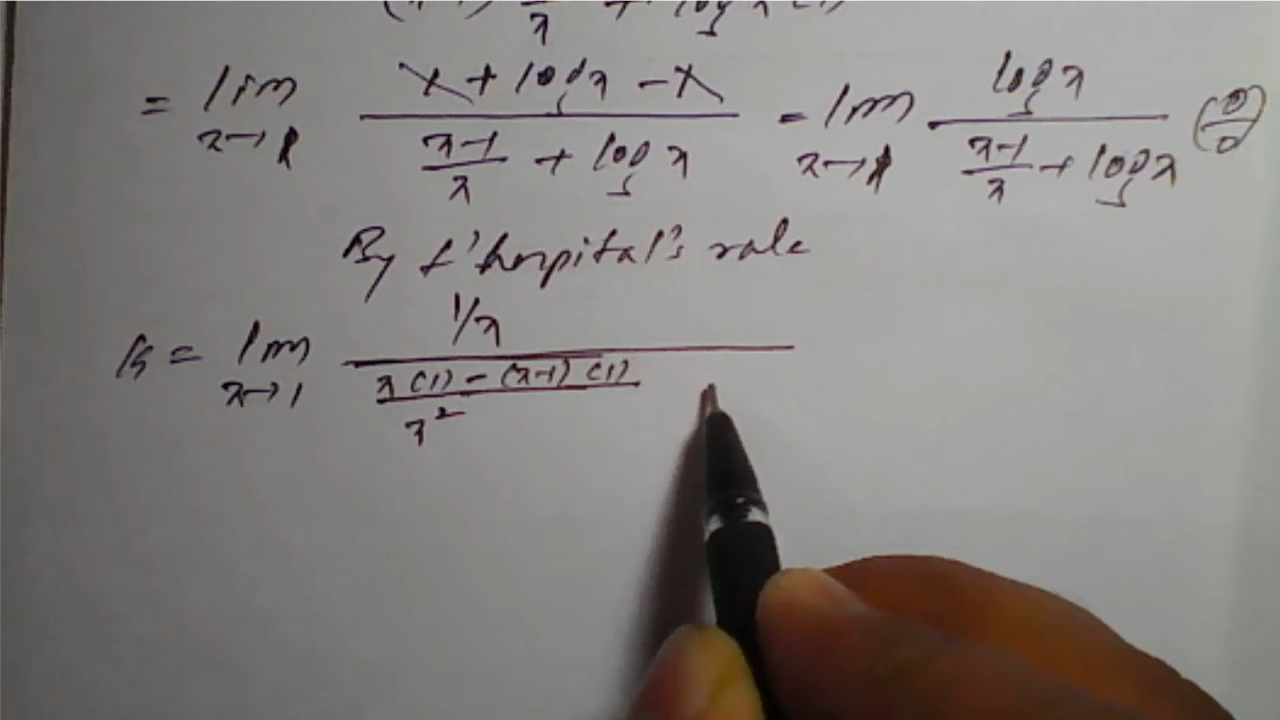 = lim x→1 (x + log x - x) / ((x-1)/x + log x) = lim x→1 log x / ((x-1)/x + log x) (0/0)
By L'hospital's rule
k = lim x→1 (1/x) / ((x(1) - (x-1)(1))/x²